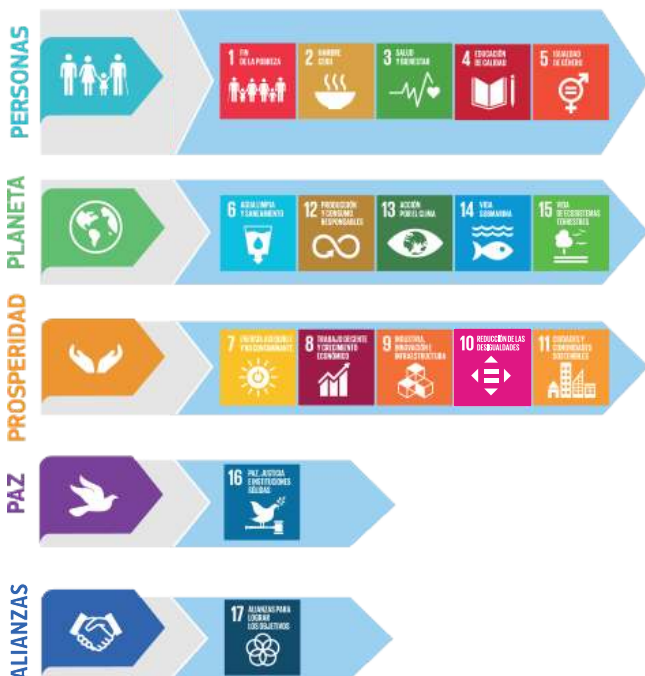 PERSONAS
1 FIN
DE LA POBREZA
2 HAMBRE
CERO
3 SALUD
Y BIENESTAR
4 EDUCACIÓN
DE CALIDAD
5 IGUALDAD
DE GÉNERO
PLANETA
6 AGUA LIMPIA
Y SANEAMIENTO
12 PRODUCCIÓN
Y CONSUMO
RESPONSABLES
13 ACCIÓN
POR EL CLIMA
14 VIDA
SUBMARINA
15 VIDA
DE ECOSISTEMAS
TERRESTRES
PROSPERIDAD
7 ENERGÍA ASEQUIBLE
Y NO CONTAMINANTE
8 TRABAJO DECENTE
Y CRECIMIENTO
ECONÓMICO
9 INDUSTRIA,
INNOVACIÓN E
INFRAESTRUCTURA
10 REDUCCIÓN DE LAS
DESIGUALDADES
11 CIUDADES Y
COMUNIDADES
SOSTENIBLES
PAZ
16 PAZ, JUSTICIA
E INSTITUCIONES
SÓLIDAS
ALIANZAS
17 ALIANZAS PARA
LOGRAR
LOS OBJETIVOS